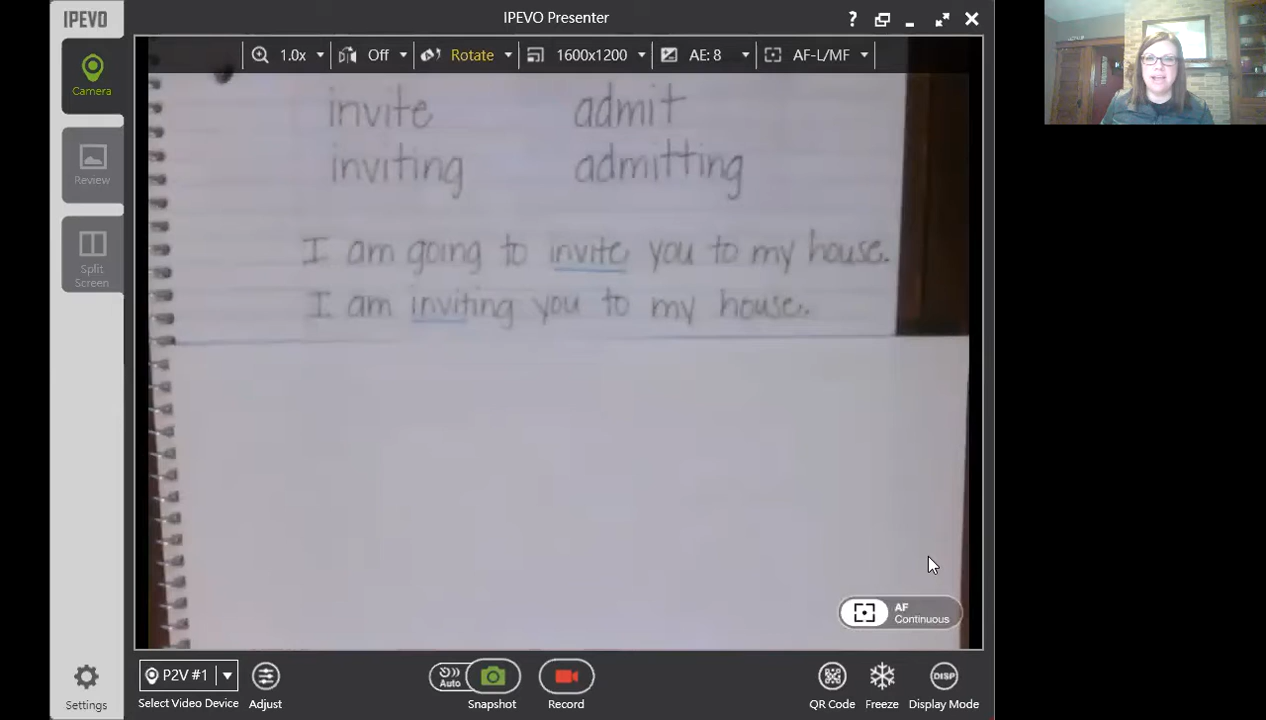 IPEVO
IPEVO Presenter
?
1.0x
Off
Rotate
1600x1200
AE: 8
AF-L/MF
Camera
Review
Split
Screen
invite admit
inviting admitting
I am going to invite you to my house.
I am inviting you to my house.
AF
Continuous
Settings
P2V #1
Select Video Device
Adjust
Auto
Snapshot
Record
QR Code
Freeze
DISP
Display Mode